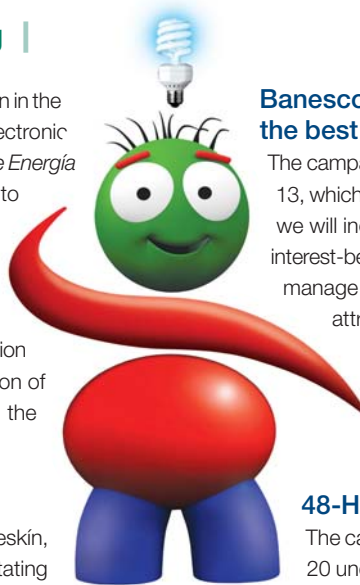 g |
n in the
ectronic
e Energía
to
ion
on of
the
eskín,
tating
Banesco
the best
The campa
13, which
we will in
interest-be
manage
attr
48-H
The ca
20 un